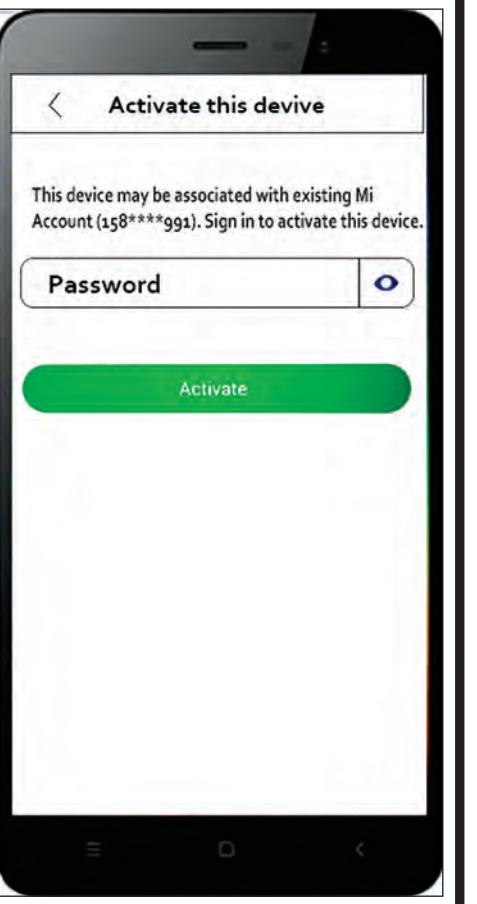 Activate this devive
This device may be associated with existing Mi
Account (158****991). Sign in to activate this device.
Password
Activate